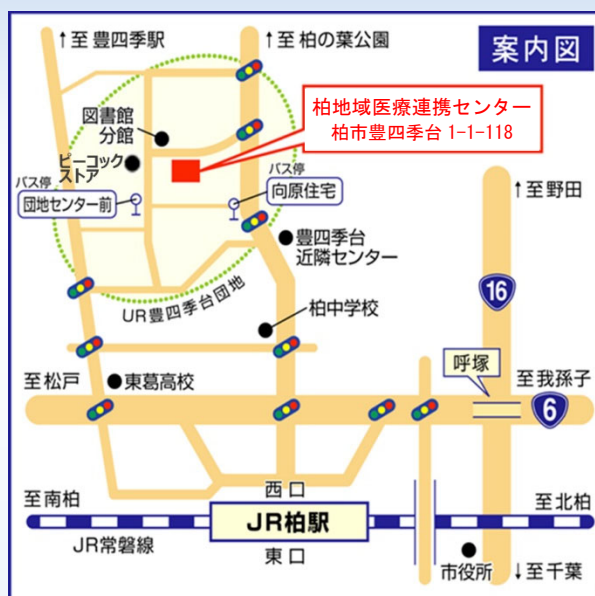 ↑至 豊四季駅
↑至 柏の葉公園
案内図
柏地域医療連携センター
柏市豊四季台 1-1-118
図書館
分館
ピーコック
ストア
バス停
団地センター前
バス停
向原住宅
↑至野田
豊四季台
近隣センター
UR豊四季台団地
16
柏中学校
呼塚
至松戸
東葛高校
至我孫子
6
西口
至南柏
JR柏駅
至北柏
JR常磐線
東口
市役所
↓至千葉